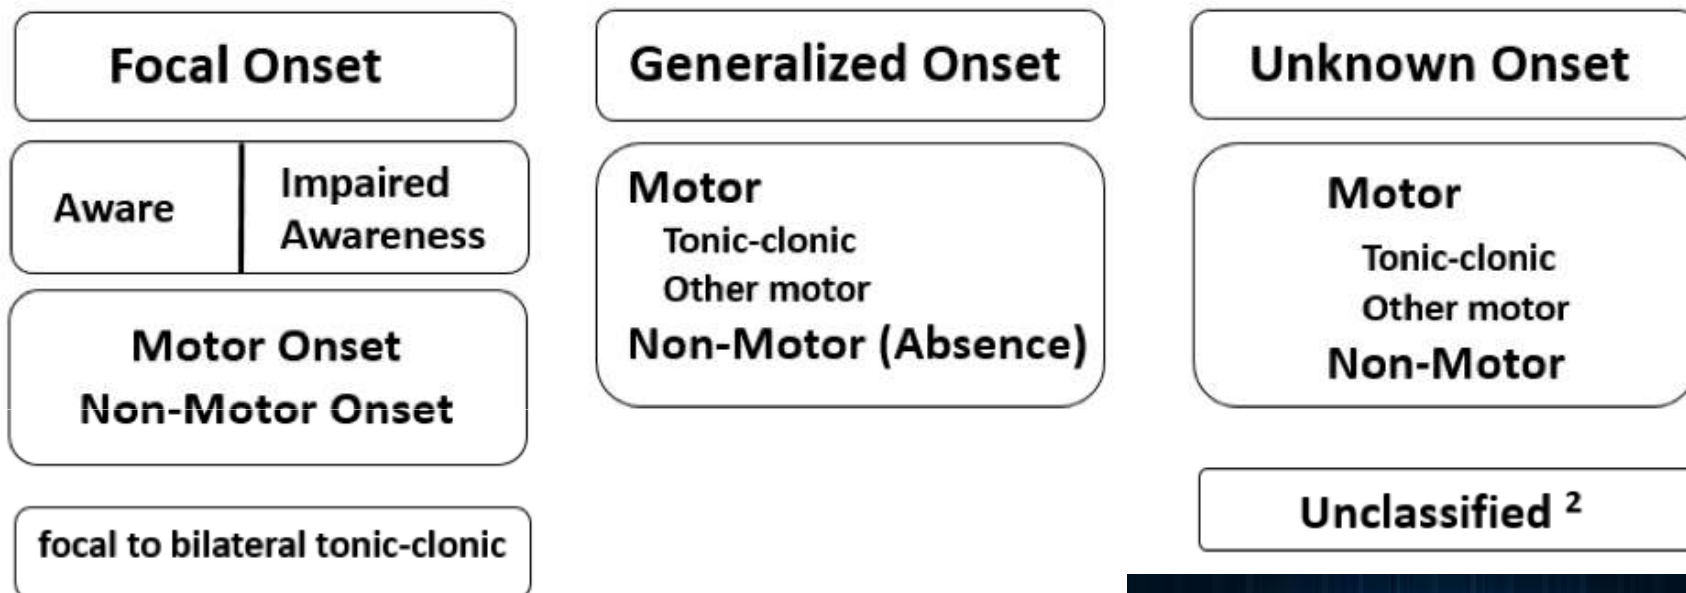 Focal Onset
Aware
Impaired
Awareness
Motor Onset
Non-Motor Onset
focal to bilateral tonic-clonic
Generalized Onset
Motor
Tonic-clonic
Other motor
Non-Motor (Absence)
Unknown Onset
Motor
Tonic-clonic
Other motor
Non-Motor
Unclassified ²